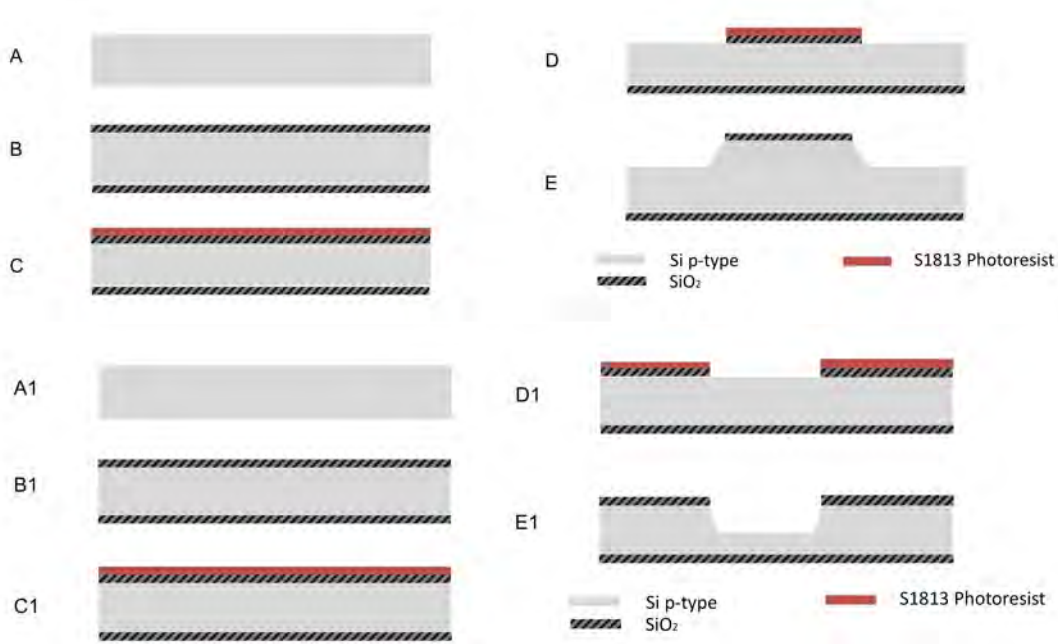 A
B
C
D
E
Si p-type
S1813 Photoresist
SiO₂
A1
B1
C1
D1
E1
Si p-type
S1813 Photoresist
SiO₂